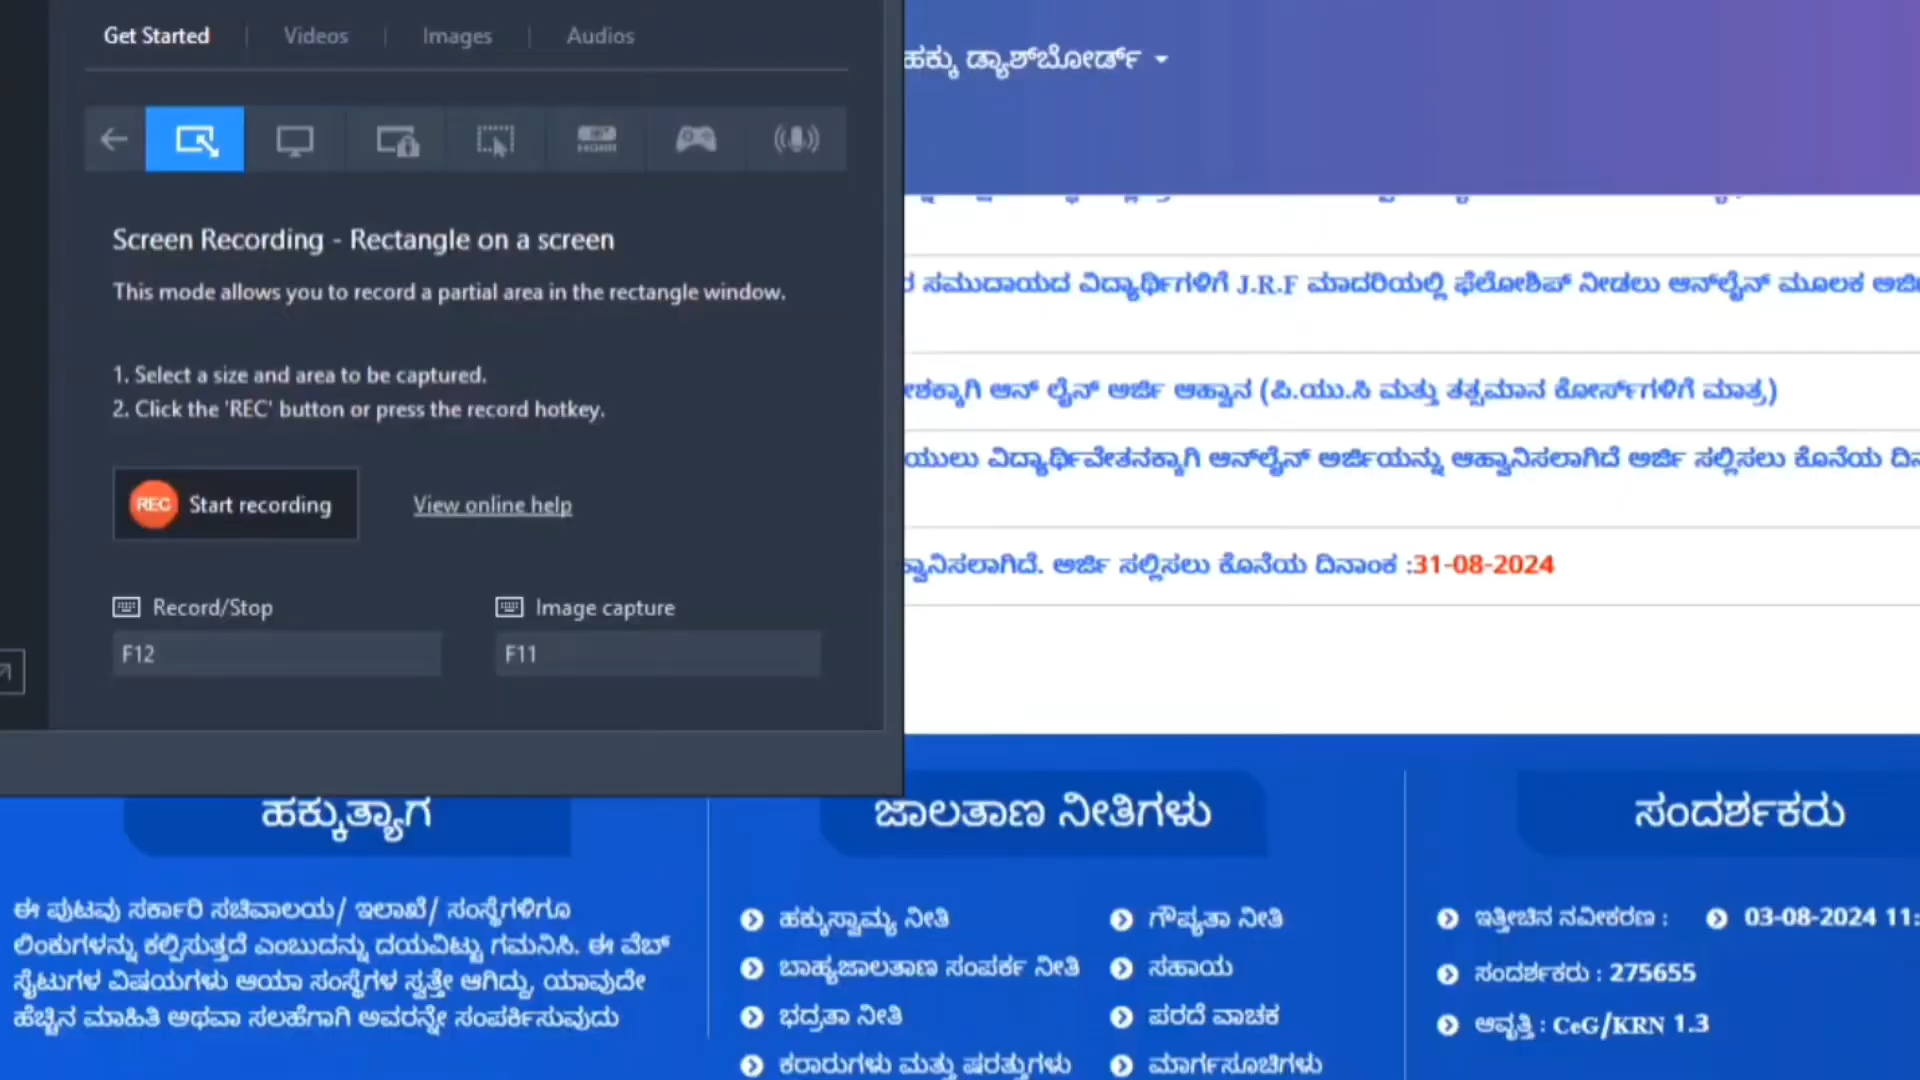 Get Started
Videos
Images
Audios
Screen Recording - Rectangle on a screen
This mode allows you to record a partial area in the rectangle window.
1. Select a size and area to be captured.
2. Click the 'REC' button or press the record hotkey.
REC Start recording
View online help
Record/Stop
Image capture
F12
F11
ಹಕ್ಕು ಡ್ಯಾಶ್‌ಬೋರ್ಡ್
ಸಮುದಾಯದ ವಿದ್ಯಾರ್ಥಿಗಳಿಗೆ J.R.F ಮಾದರಿಯಲ್ಲಿ ಫೆಲೋಶಿಪ್ ನೀಡಲು ಆನ್‌ಲೈನ್ ಮೂಲಕ
ಆನ್ ಲೈನ್ ಅರ್ಜಿ ಆಹ್ವಾನ (ಪಿ.ಯು.ಸಿ ಮತ್ತು ತತ್ಸಮಾನ ಕೋರ್ಸ್‌ಗಳಿಗೆ ಮಾತ್ರ)
ವಿದ್ಯಾರ್ಥಿವೇತನಕ್ಕಾಗಿ ಆನ್‌ಲೈನ್ ಅರ್ಜಿಯನ್ನು ಆಹ್ವಾನಿಸಲಾಗಿದೆ ಅರ್ಜಿ ಸಲ್ಲಿಸಲು ಕೊನೆಯ
ಅರ್ಜಿ ಸಲ್ಲಿಸಲು ಕೊನೆಯ ದಿನಾಂಕ :31-08-2024
ಹಕ್ಕುತ್ಯಾಗ
ಈ ಪುಟವು ಸರ್ಕಾರಿ ಸಚಿವಾಲಯ/ ಇಲಾಖೆ/ ಸಂಸ್ಥೆಗಳಿಗೂ
ಲಿಂಕುಗಳನ್ನು ಕಲ್ಪಿಸುತ್ತದೆ ಎಂಬುದನ್ನು ದಯವಿಟ್ಟು ಗಮನಿಸಿ. ಈ ವೆಬ್
ಸೈಟುಗಳ ವಿಷಯಗಳು ಆಯಾ ಸಂಸ್ಥೆಗಳ ಸ್ವತ್ತೇ ಆಗಿದ್ದು, ಯಾವುದೇ
ಹೆಚ್ಚಿನ ಮಾಹಿತಿ ಅಥವಾ ಸಲಹೆಗಾಗಿ ಅವರನ್ನೇ ಸಂಪರ್ಕಿಸುವುದು
ಜಾಲತಾಣ ನೀತಿಗಳು
ಹಕ್ಕುಸ್ವಾಮ್ಯ ನೀತಿ
ಗೌಪ್ಯತಾ ನೀತಿ
ಬಾಹ್ಯಜಾಲತಾಣ ಸಂಪರ್ಕ ನೀತಿ
ಸಹಾಯ
ಭದ್ರತಾ ನೀತಿ
ಪರದೆ ವಾಚಕ
ಕರಾರುಗಳು ಮತ್ತು ಷರತ್ತುಗಳು
ಮಾರ್ಗಸೂಚಿಗಳು
ಸಂದರ್ಶಕರು
ಇತ್ತೀಚಿನ ನವೀಕರಣ :
03-08-2024 11:
ಸಂದರ್ಶಕರು : 275655
ಆವೃತ್ತಿ : CeG/KRN 1.3